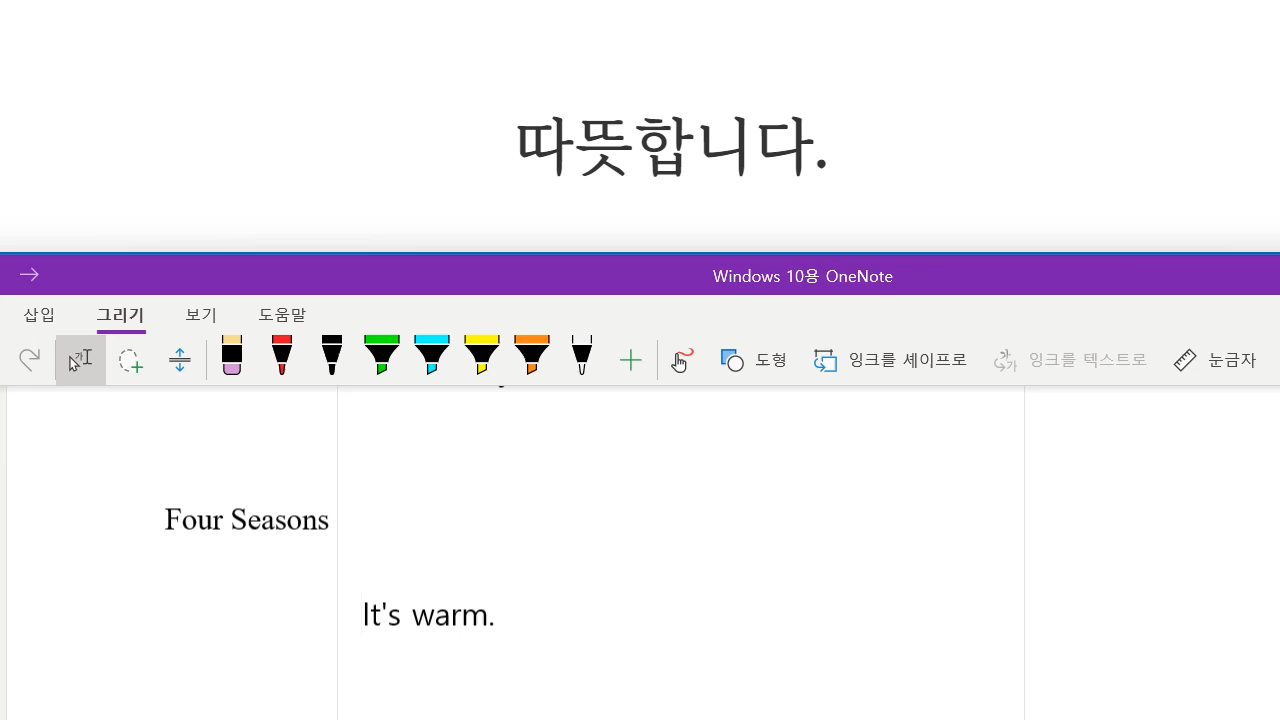 따뜻합니다.
Windows 10용 OneNote
삽입 그리기 보기 도움말
도형 잉크를 셰이프로 잉크를 텍스트로 눈금자
Four Seasons
It's warm.